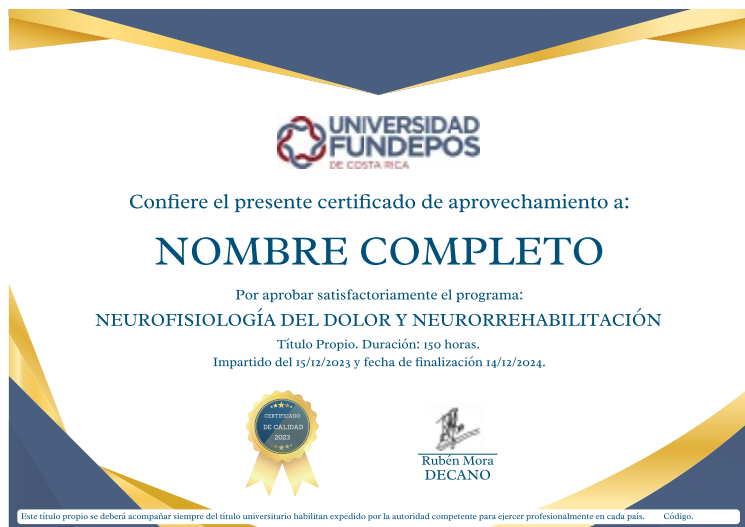 UNIVERSIDAD
FUNDEPOS
DE COSTA RICA
Confiere el presente certificado de aprovechamiento a:
NOMBRE COMPLETO
Por aprobar satisfactoriamente el programa:
NEUROFISIOLOGÍA DEL DOLOR Y NEURORREHABILITACIÓN
Título Propio. Duración: 150 horas.
Impartido del 15/12/2023 y fecha de finalización 14/12/2024.
CERTIFICADO
DE CALIDAD
2023
Rubén Mora
DECANO
Este título propio se deberá acompañar siempre del título universitario habilitan expedido por la autoridad competente para ejercer profesionalmente en cada país. Código.